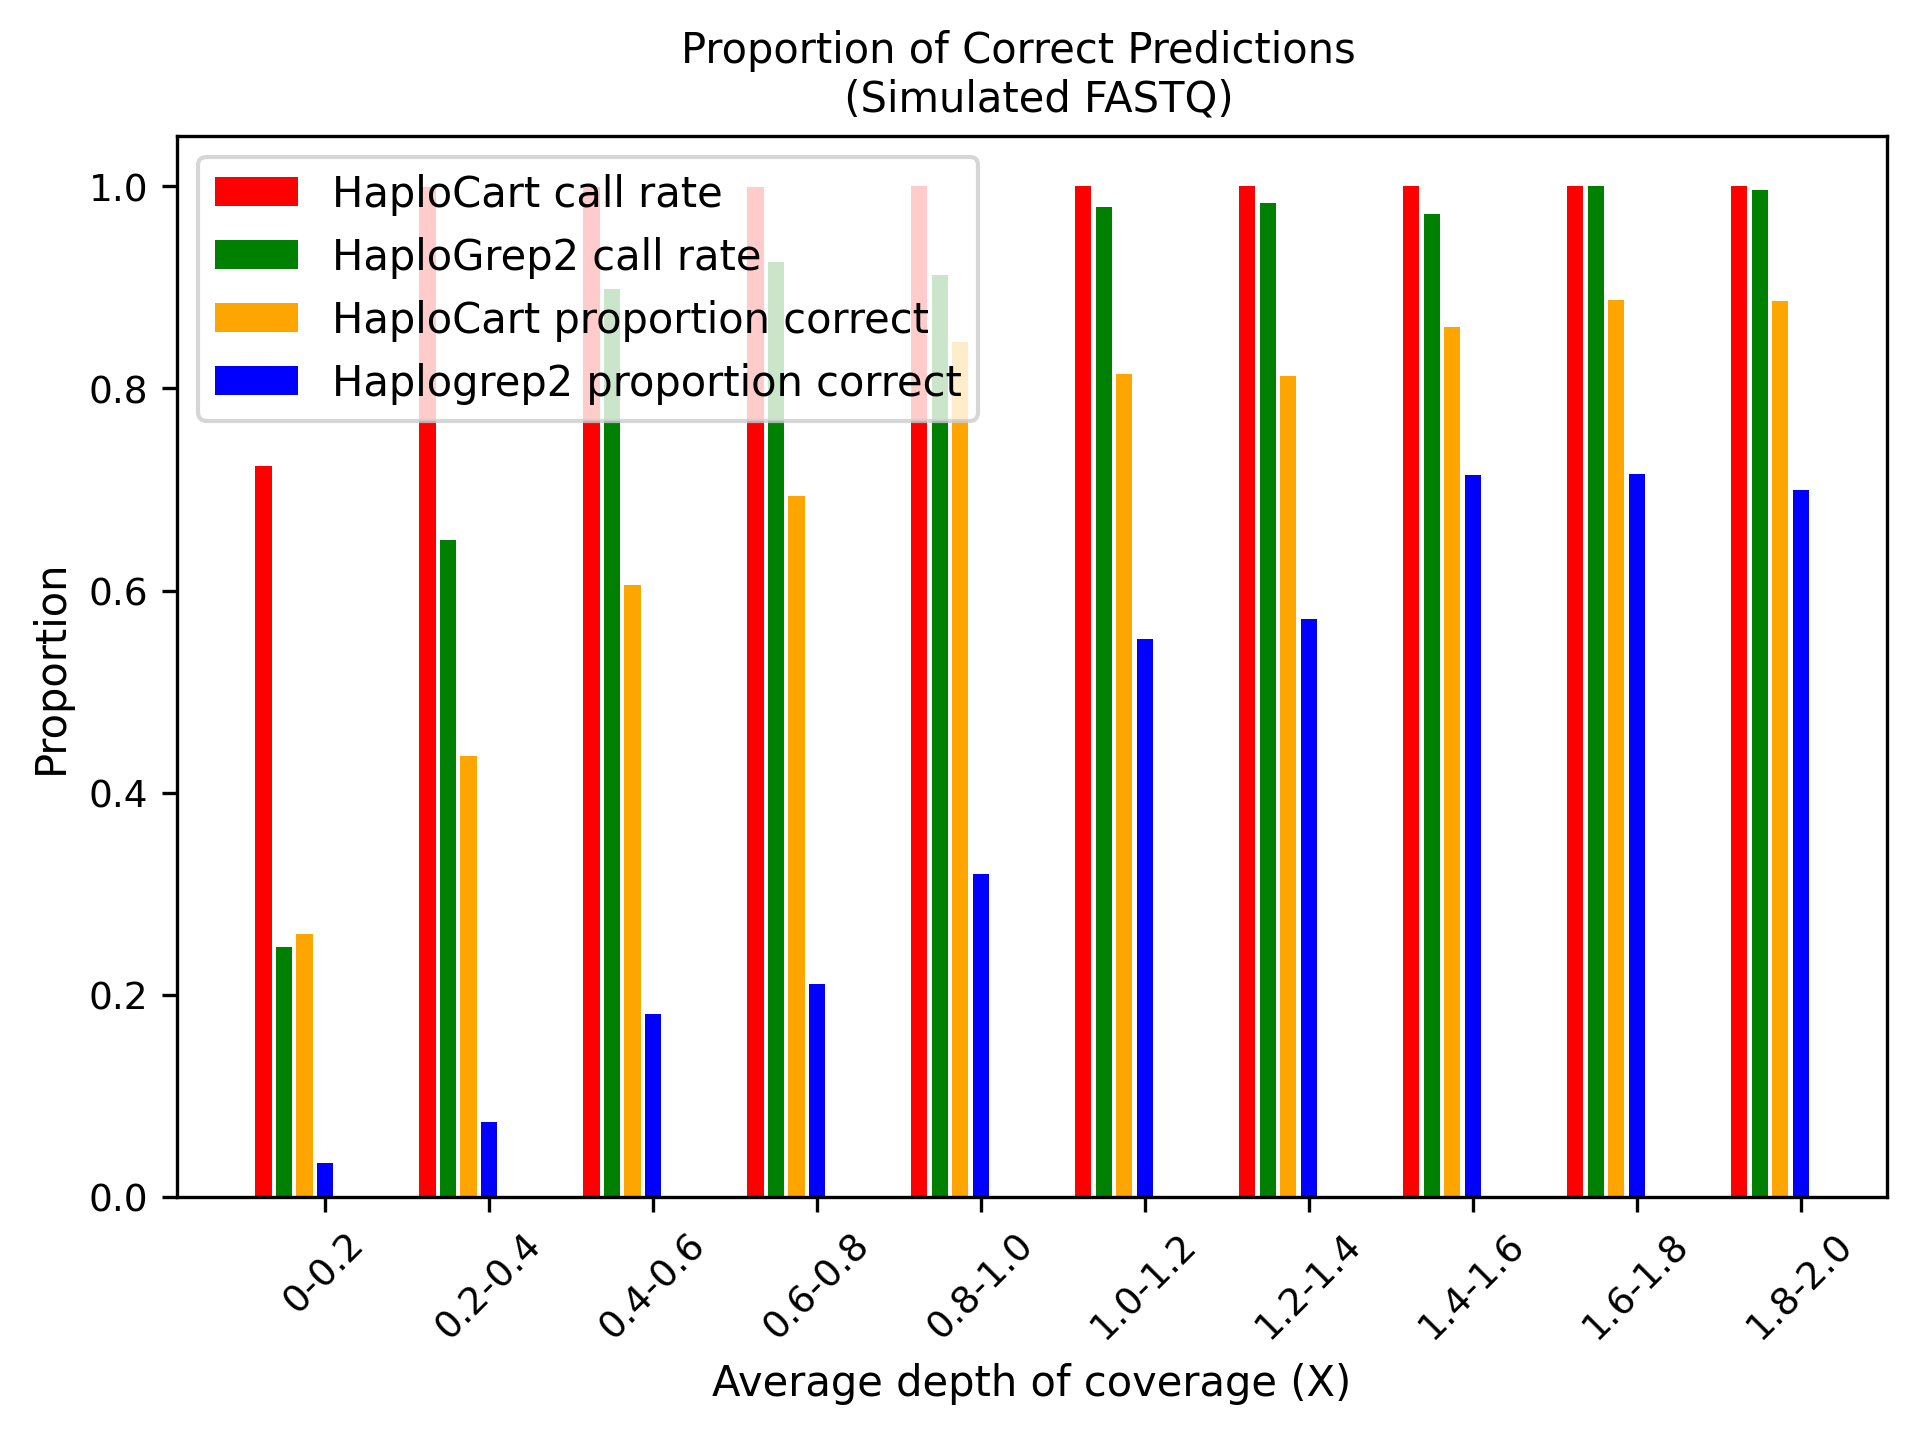 Proportion of Correct Predictions
(Simulated FASTQ)
HaploCart call rate
HaploGrep2 call rate
HaploCart proportion correct
Haplogrep2 proportion correct
1.0
0.8
0.6
0.4
0.2
0.0
Proportion
0-0.2
0.2-0.4
0.4-0.6
0.6-0.8
0.8-1.0
1.0-1.2
1.2-1.4
1.4-1.6
1.6-1.8
1.8-2.0
Average depth of coverage (X)